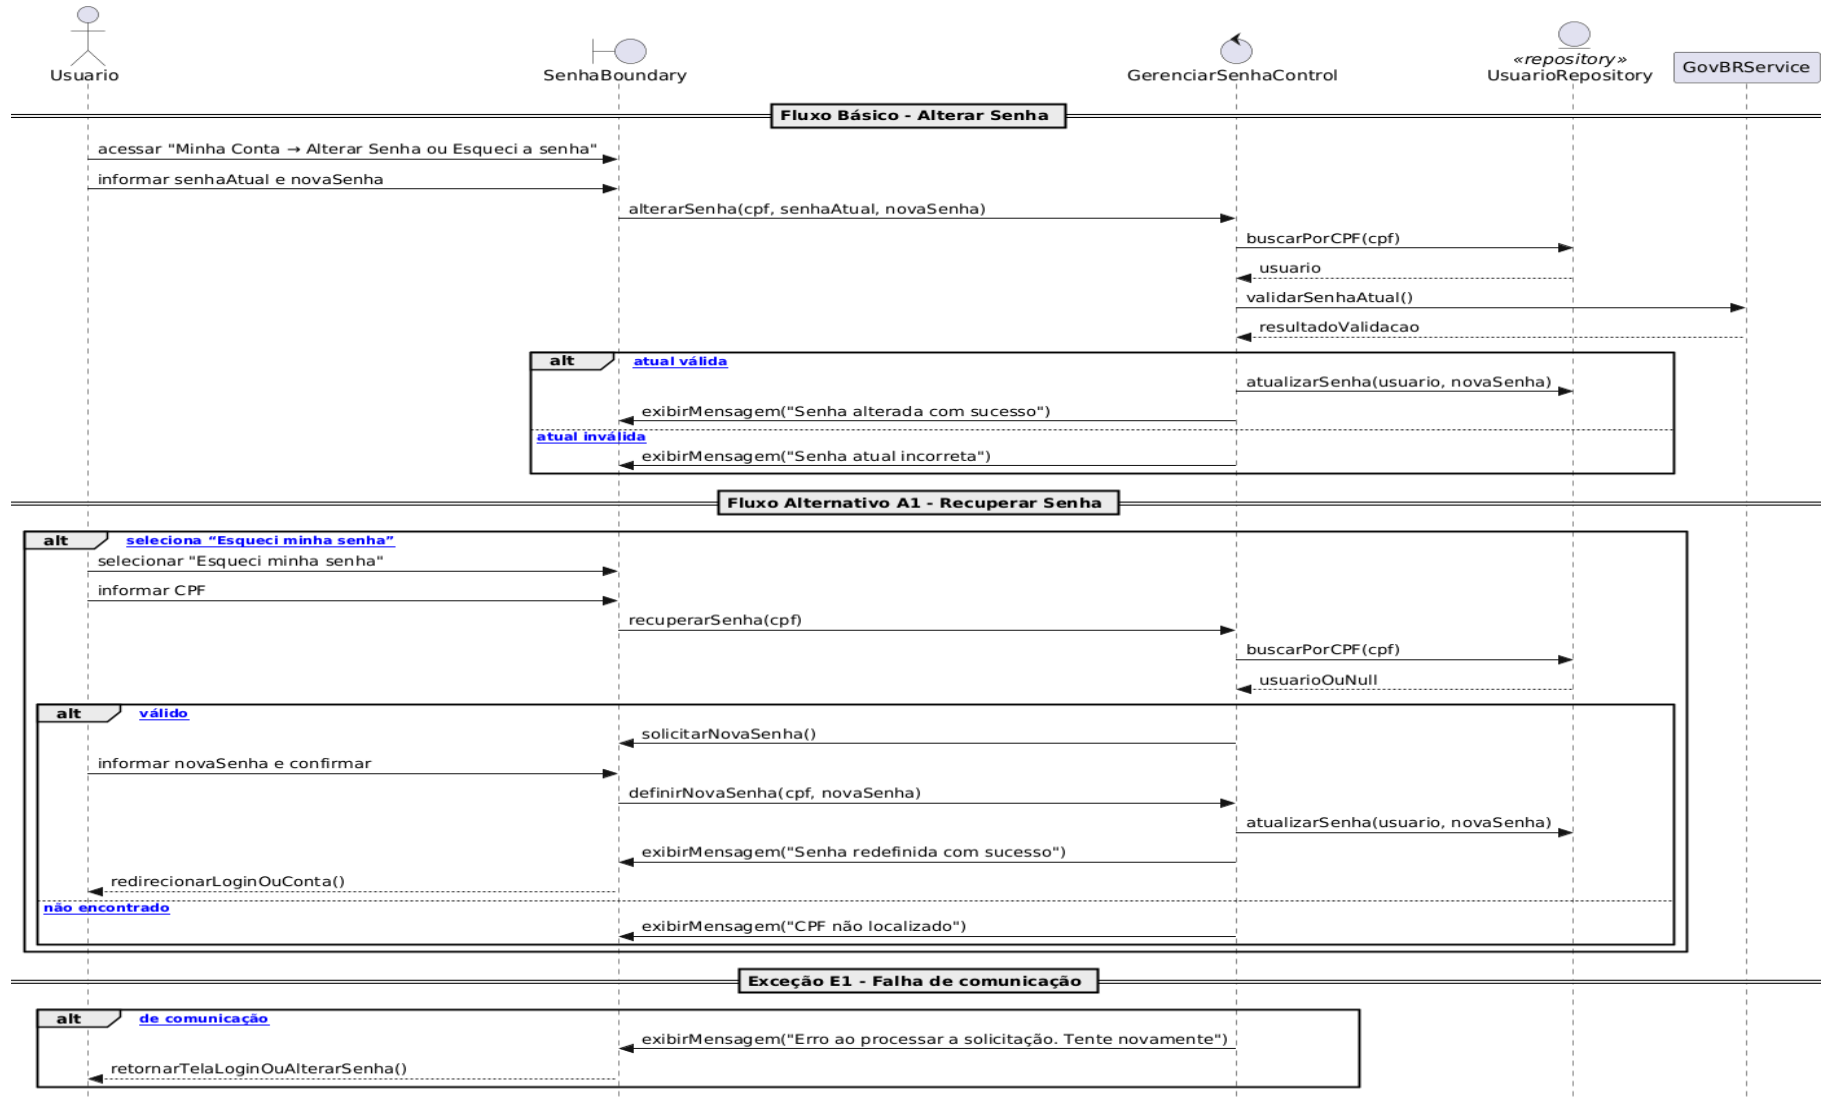 Usuario
SenhaBoundary
GerenciarSenhaControl
«repository»
UsuarioRepository
GovBRService
Fluxo Básico - Alterar Senha
acessar "Minha Conta → Alterar Senha ou Esqueci a senha"
informar senhaAtual e novaSenha
alterarSenha(cpf, senhaAtual, novaSenha)
buscarPorCPF(cpf)
usuario
validarSenhaAtual()
resultadoValidacao
alt
atual válida
atualizarSenha(usuario, novaSenha)
exibirMensagem("Senha alterada com sucesso")
atual inválida
exibirMensagem("Senha atual incorreta")
Fluxo Alternativo A1 - Recuperar Senha
alt
seleciona “Esqueci minha senha”
selecionar "Esqueci minha senha"
informar CPF
recuperarSenha(cpf)
buscarPorCPF(cpf)
usuarioOuNull
alt
válido
solicitarNovaSenha()
informar novaSenha e confirmar
definirNovaSenha(cpf, novaSenha)
atualizarSenha(usuario, novaSenha)
exibirMensagem("Senha redefinida com sucesso")
redirecionarLoginOuConta()
não encontrado
exibirMensagem("CPF não localizado")
Exceção E1 - Falha de comunicação
alt
de comunicação
exibirMensagem("Erro ao processar a solicitação. Tente novamente")
retornarTelaLoginOuAlterarSenha()